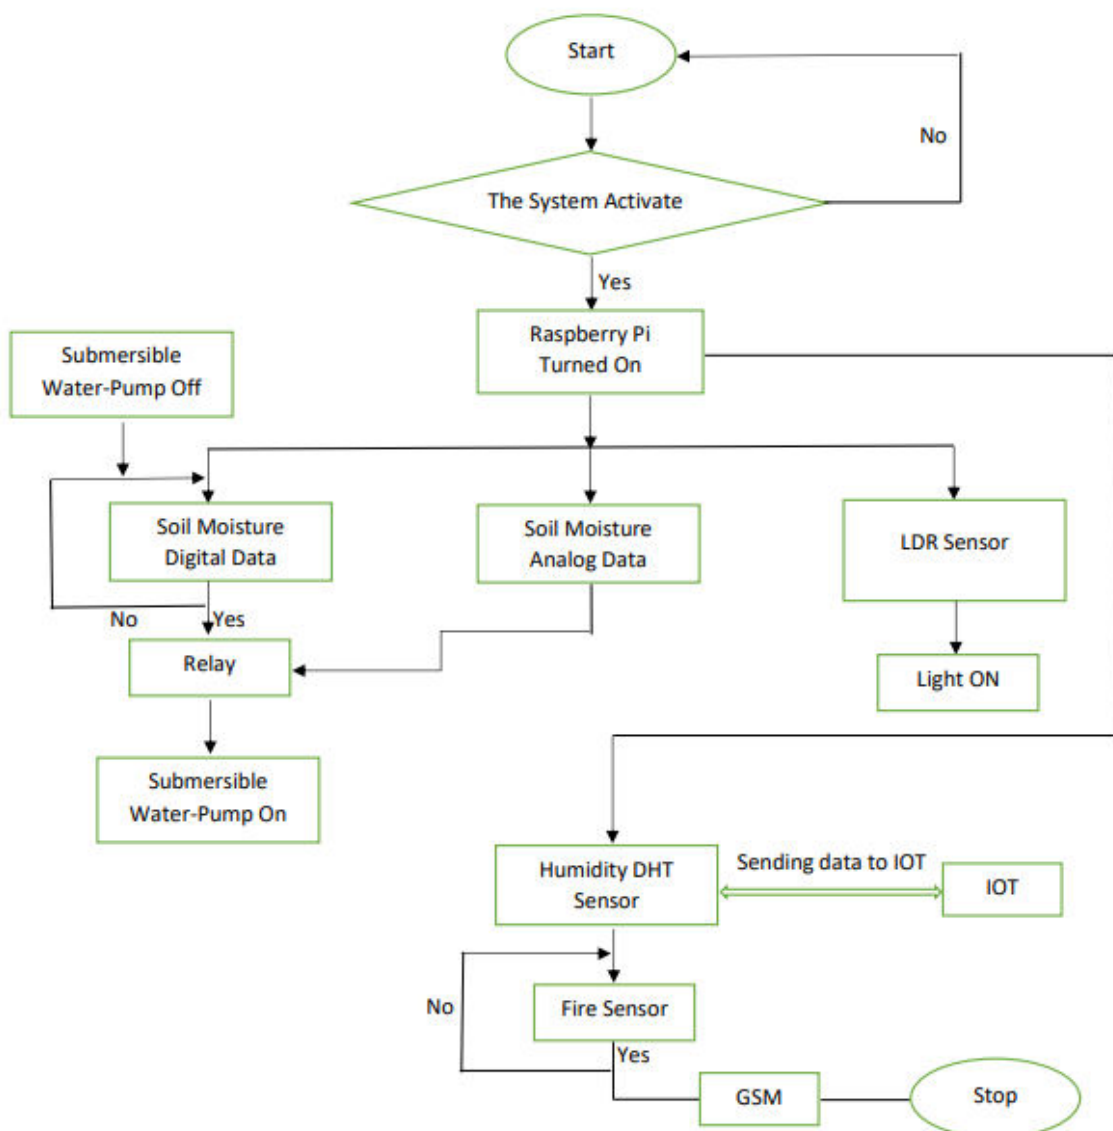 Start
No
The System Activate
Yes
Raspberry Pi
Turned On
Submersible
Water-Pump Off
Soil Moisture
Digital Data
Soil Moisture
Analog Data
LDR Sensor
No
Yes
Relay
Light ON
Submersible
Water-Pump On
Humidity DHT
Sensor
Sending data to IOT
IOT
No
Fire Sensor
Yes
GSM
Stop